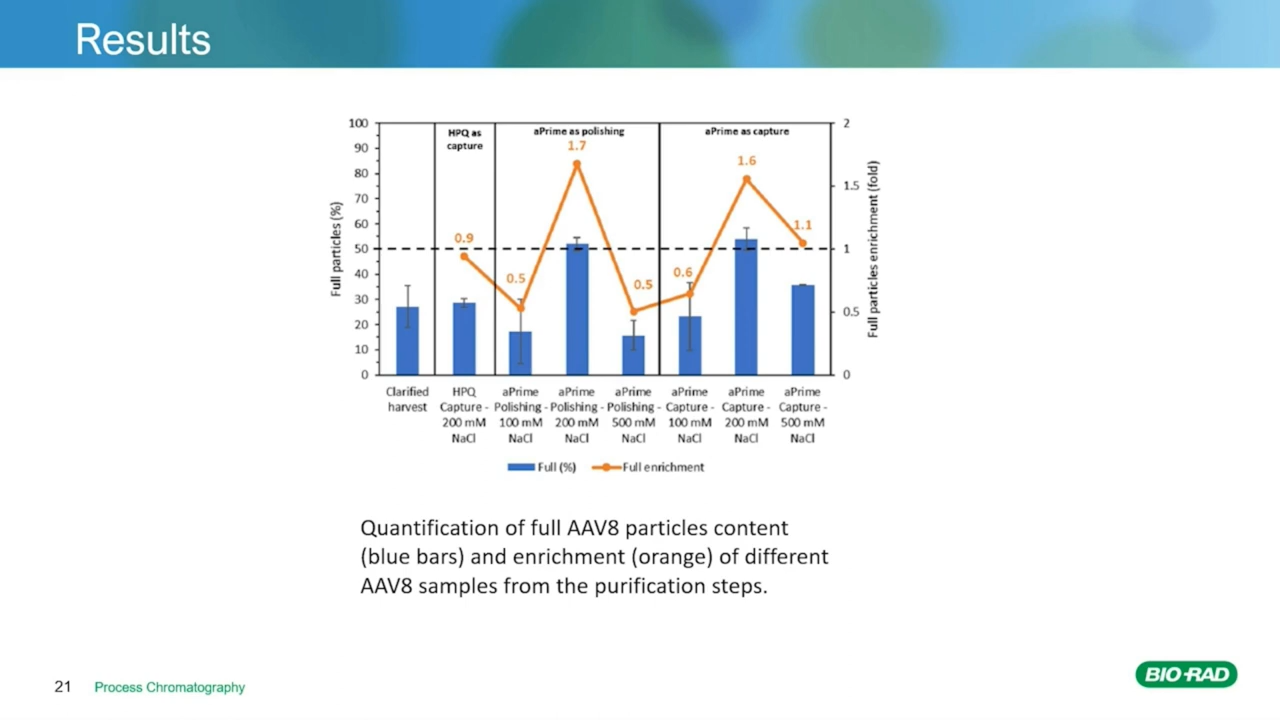 Results
100
90
80
70
60
50
40
30
20
10
0
Full particles (%)
HPQ as
capture
aPrime as polishing
aPrime as capture
0.9
0.5
1.7
0.5
0.6
1.6
1.1
2
1.5
1
0.5
0
Full particles enrichment (fold)
Clarified
harvest
HPQ
Capture -
200 mM
NaCl
aPrime
Polishing -
100 mM
NaCl
aPrime
Polishing -
200 mM
NaCl
aPrime
Polishing -
500 mM
NaCl
aPrime
Capture -
100 mM
NaCl
aPrime
Capture -
200 mM
NaCl
aPrime
Capture -
500 mM
NaCl
Full (%)
Full enrichment
Quantification of full AAV8 particles content
(blue bars) and enrichment (orange) of different
AAV8 samples from the purification steps.
21 Process Chromatography
BIO-RAD